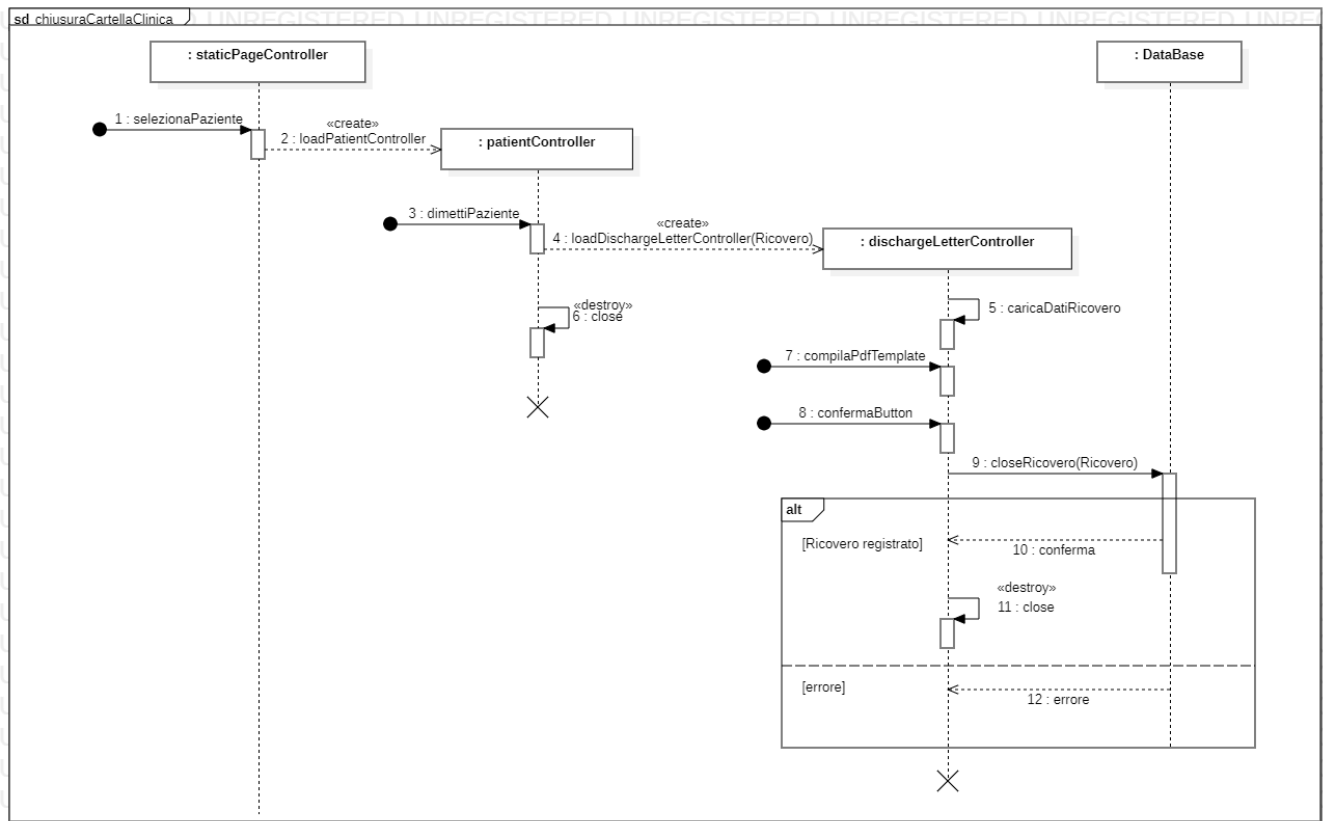 sd chiusuraCartellaClinica
UNREGISTERED UNREGISTERED UNREGISTERED UNREGISTERED
: staticPageController
: DataBase
1 : selezionaPaziente
«create»
2 : loadPatientController
: patientController
3 : dimettiPaziente
«create»
4 : loadDischargeLetterController(Ricovero)
: dischargeLetterController
«destroy»
6 : close
5 : caricaDatiRicovero
7 : compilaPdfTemplate
8 : confermaButton
9 : closeRicovero(Ricovero)
alt
[Ricovero registrato]
10 : conferma
«destroy»
11 : close
[errore]
12 : errore